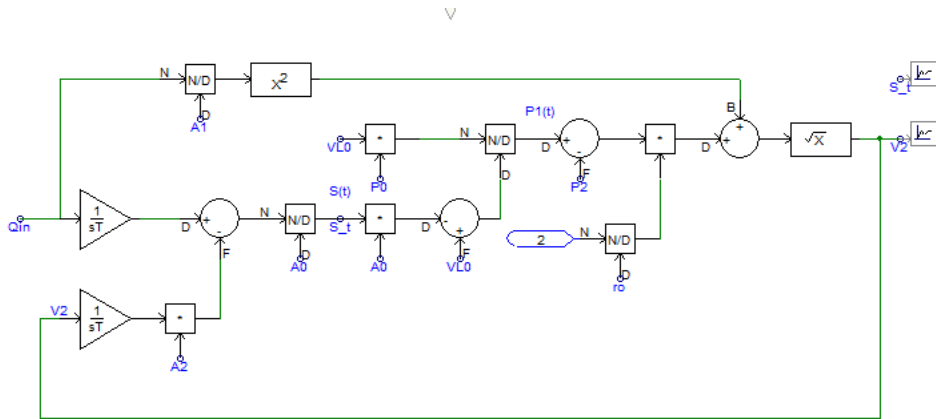 N
N/D
X²
D
A1
S_t
P1(t)
B
+
+
D
√X
V2
VL0
*
N
N/D
D
+
-
*
P0
D
F
P2
Qin
1
sT
D
+
-
N
N/D
S(t)
S_t
*
D
-
+
F
D
A0
A0
VL0
2
N
N/D
D
ro
F
V2
1
sT
*
A2